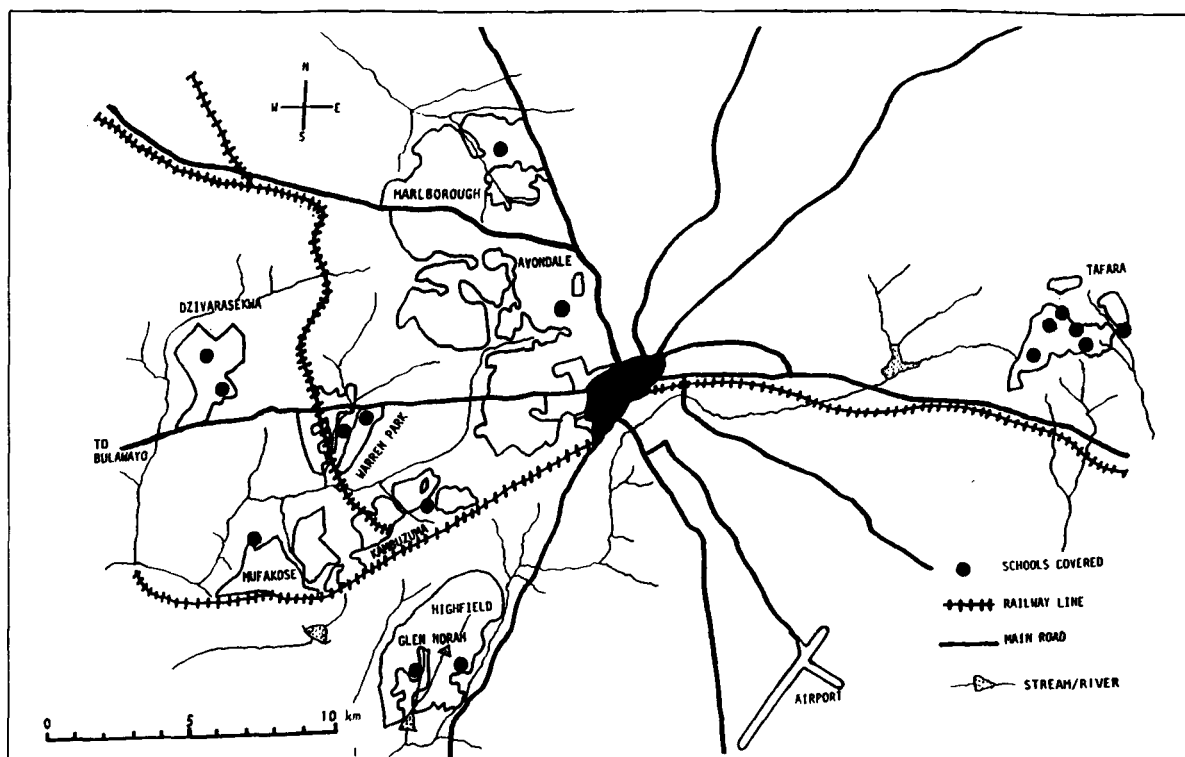 N
W E
S
MARLBOROUGH
AVONDALE
TAFARA
DZIVARASEKWA
TO
BULAWAYO
WARREN PARK
KAMBUZUMA
MUFAKOSE
HIGHFIELD
GLEN NORAH
AIRPORT
SCHOOLS COVERED
RAILWAY LINE
MAIN ROAD
STREAM/RIVER
0 5 10 km